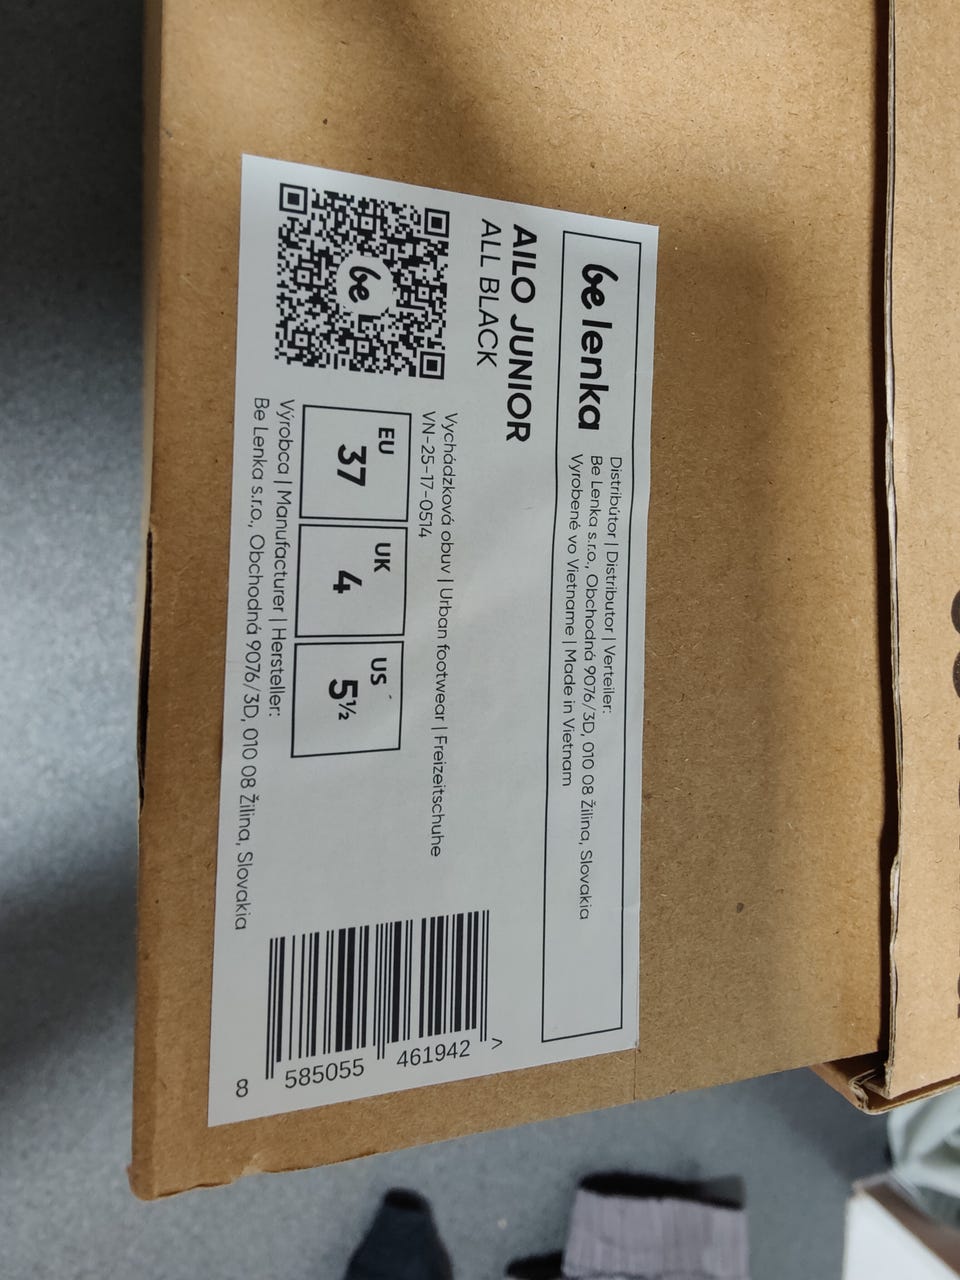 be lenka
Distribútor | Distributor | Verteiler:
Be Lenka s.r.o., Obchodná 9076/3D, 010 08 Žilina, Slovakia
Vyrobené vo Vietname | Made in Vietnam
AILO JUNIOR
ALL BLACK
Vychádzková obuv | Urban footwear | Freizeitschuhe
VN-25-17-0514
be
EU
37
UK
4
US
5½
Výrobca | Manufacturer | Hersteller:
Be Lenka s.r.o., Obchodná 9076/3D, 010 08 Žilina, Slovakia
8 585055 461942 >